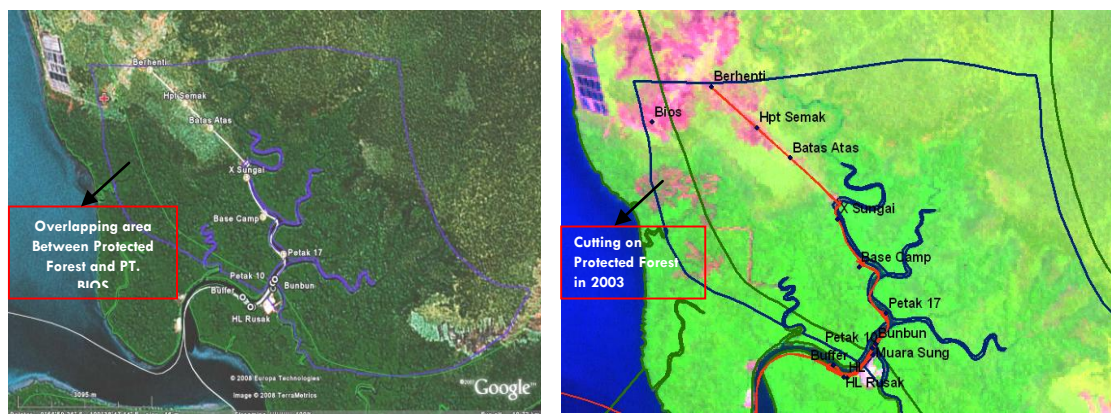 Berhenti
Hpt Semak
Batas Atas
X Sungai
Base Camp
Petak 17
Petak 10
Bunbun
Buffer
HL Rusak
Overlapping area
Between Protected
Forest and PT.
BIOS
© 2008 Europa Technologies
Image © 2008 TerraMetrics
Google™
3095 m
Berhenti
Bios
Hpt Semak
Batas Atas
X Sungai
Cutting on
Protected Forest
in 2003
Base Camp
Petak 17
Petak 10
Bunbun
Muara Sung
Buffer
HL
HL Rusak